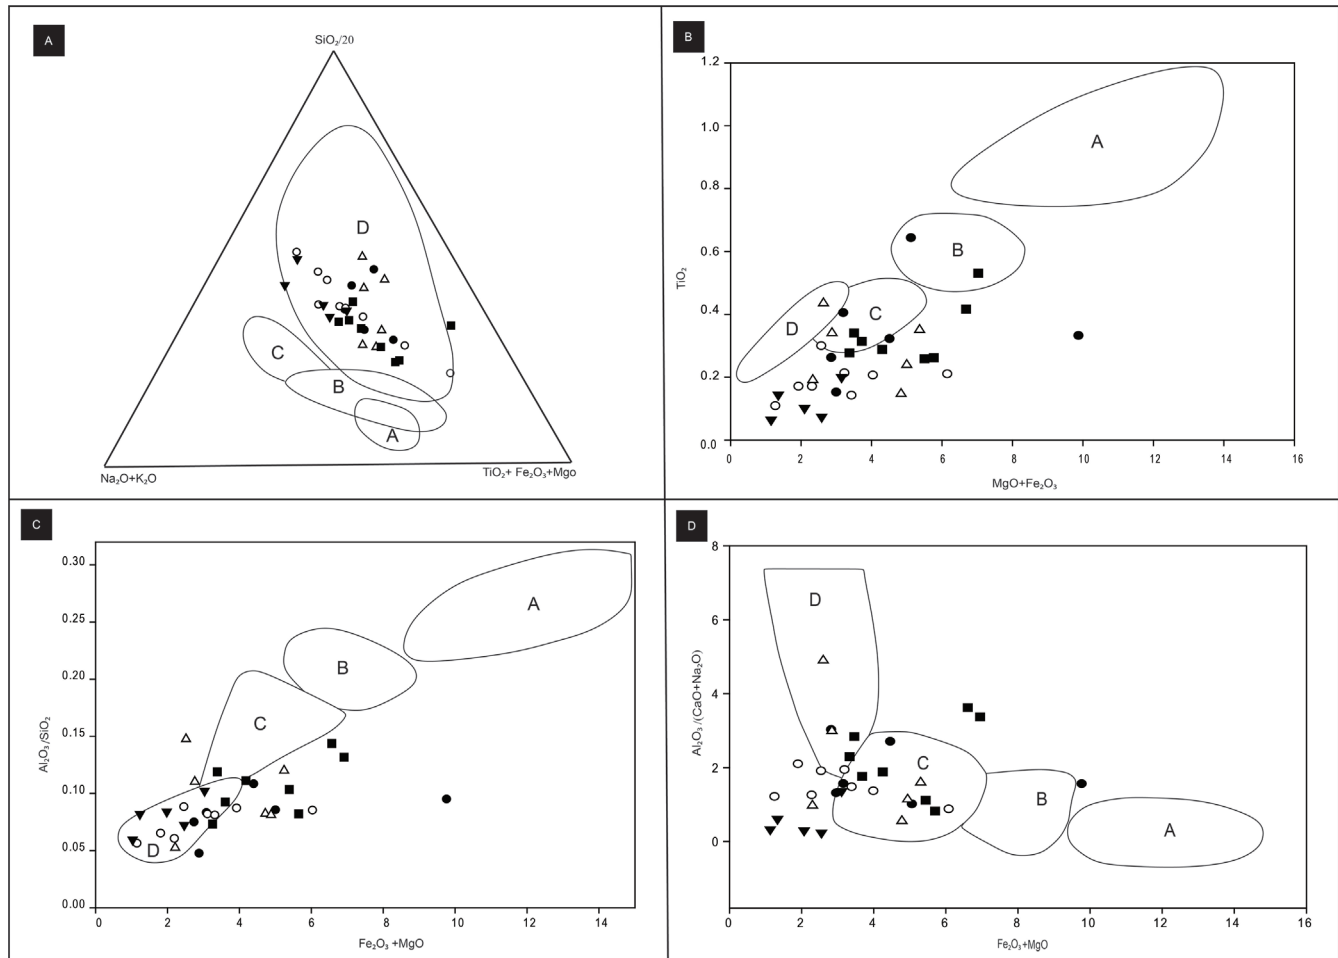 A
SiO₂/20
D
C
B
A
Na₂O+K₂O
TiO₂+ Fe₂O₃+Mgo
B
1.2
1.0
0.8
0.6
0.4
0.2
0.0
TiO₂
A
B
C
D
0 2 4 6 8 10 12 14 16
MgO+Fe₂O₃
C
0.30
0.25
0.20
0.15
0.10
0.05
0.00
Al₂O₃/SiO₂
A
B
C
D
0 2 4 6 8 10 12 14
Fe₂O₃ +MgO
D
8
6
4
2
0
Al₂O₃/(CaO+Na₂O)
D
C
B
A
0 2 4 6 8 10 12 14 16
Fe₂O₃+MgO